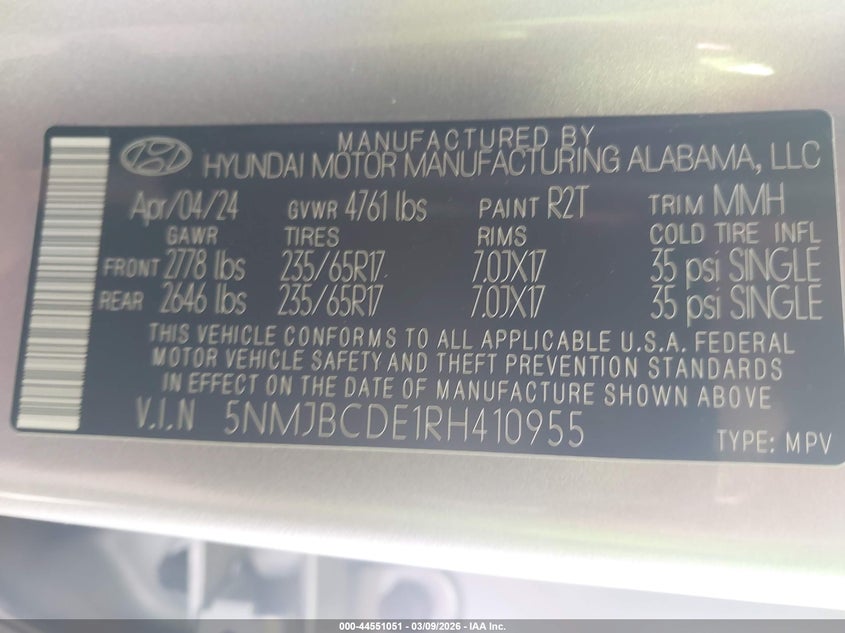 MANUFACTURED BY
HYUNDAI MOTOR MANUFACTURING ALABAMA, LLC
Apr/04/24 GVWR 4761 lbs PAINT R2T TRIM MMH
GAWR TIRES RIMS COLD TIRE INFL
FRONT 2778 lbs 235/65R17 7.0JX17 35 psi SINGLE
REAR 2646 lbs 235/65R17 7.0JX17 35 psi SINGLE
THIS VEHICLE CONFORMS TO ALL APPLICABLE U.S.A. FEDERAL
MOTOR VEHICLE SAFETY AND THEFT PREVENTION STANDARDS
IN EFFECT ON THE DATE OF MANUFACTURE SHOWN ABOVE
V.I.N 5NMJBCDE1RH410955 TYPE: MPV
000-44551051 | 03/09/2026 - IAA Inc.